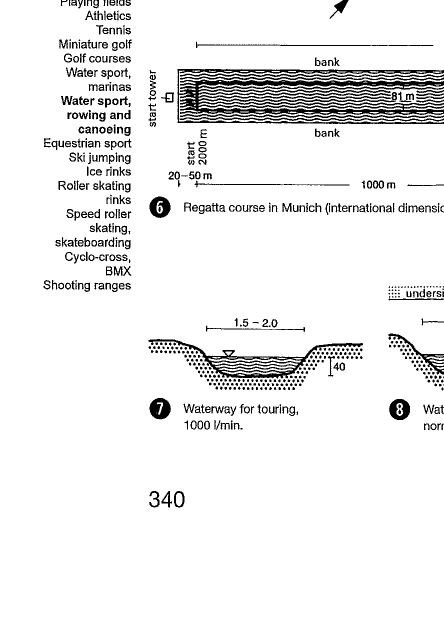 Playing fields
Athletics
Tennis
Miniature golf
Golf courses
Water sport,
marinas
Water sport,
rowing and
canoeing
Equestrian sport
Ski jumping
Ice rinks
Roller skating
rinks
Speed roller
skating,
skateboarding
Cyclo-cross,
BMX
Shooting ranges
bank
start tower
81 m
bank
start
2000 m
20–50 m
1000 m
6 Regatta course in Munich (international dimensio
undersi
1.5 – 2.0
40
7 Waterway for touring,
1000 l/min.
8 Wat
norr
340